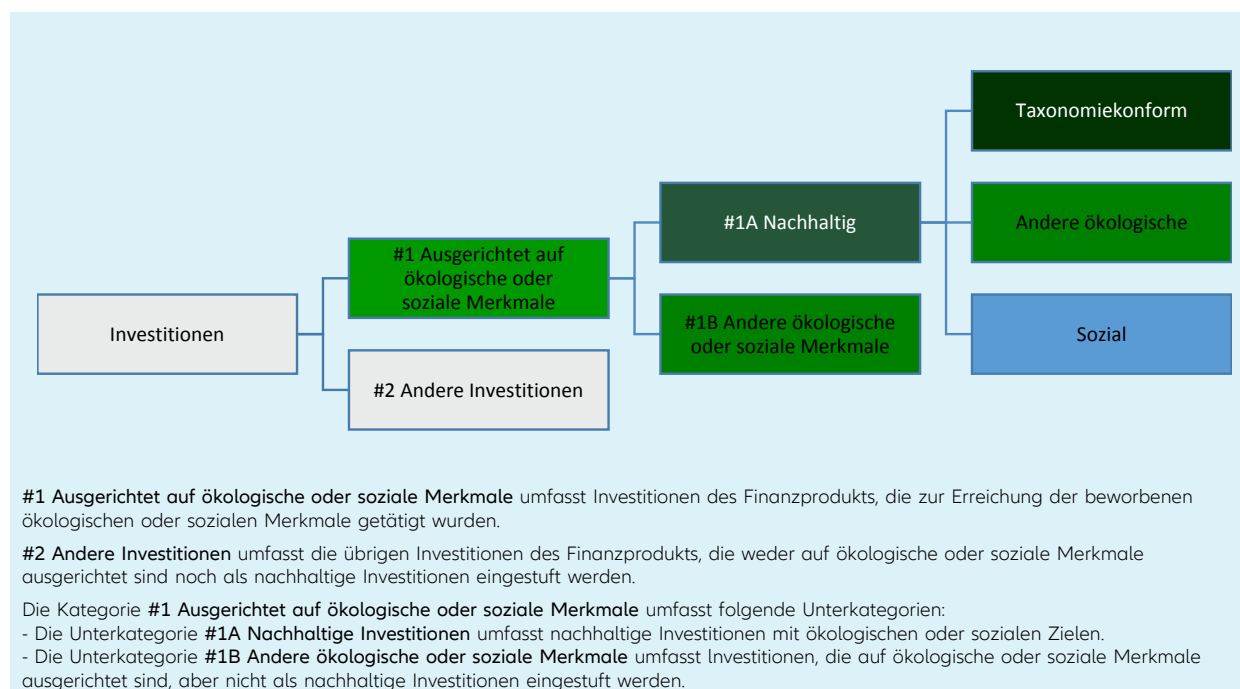 Taxonomiekonform
#1A Nachhaltig
Andere ökologische
#1 Ausgerichtet auf
ökologische oder
soziale Merkmale
Investitionen
#1B Andere ökologische
oder soziale Merkmale
Sozial
#2 Andere Investitionen
#1 Ausgerichtet auf ökologische oder soziale Merkmale umfasst Investitionen des Finanzprodukts, die zur Erreichung der beworbenen
ökologischen oder sozialen Merkmale getätigt wurden.
#2 Andere Investitionen umfasst die übrigen Investitionen des Finanzprodukts, die weder auf ökologische oder soziale Merkmale
ausgerichtet sind noch als nachhaltige Investitionen eingestuft werden.
Die Kategorie #1 Ausgerichtet auf ökologische oder soziale Merkmale umfasst folgende Unterkategorien:
- Die Unterkategorie #1A Nachhaltige Investitionen umfasst nachhaltige Investitionen mit ökologischen oder sozialen Zielen.
- Die Unterkategorie #1B Andere ökologische oder soziale Merkmale umfasst Investitionen, die auf ökologische oder soziale Merkmale
ausgerichtet sind, aber nicht als nachhaltige Investitionen eingestuft werden.